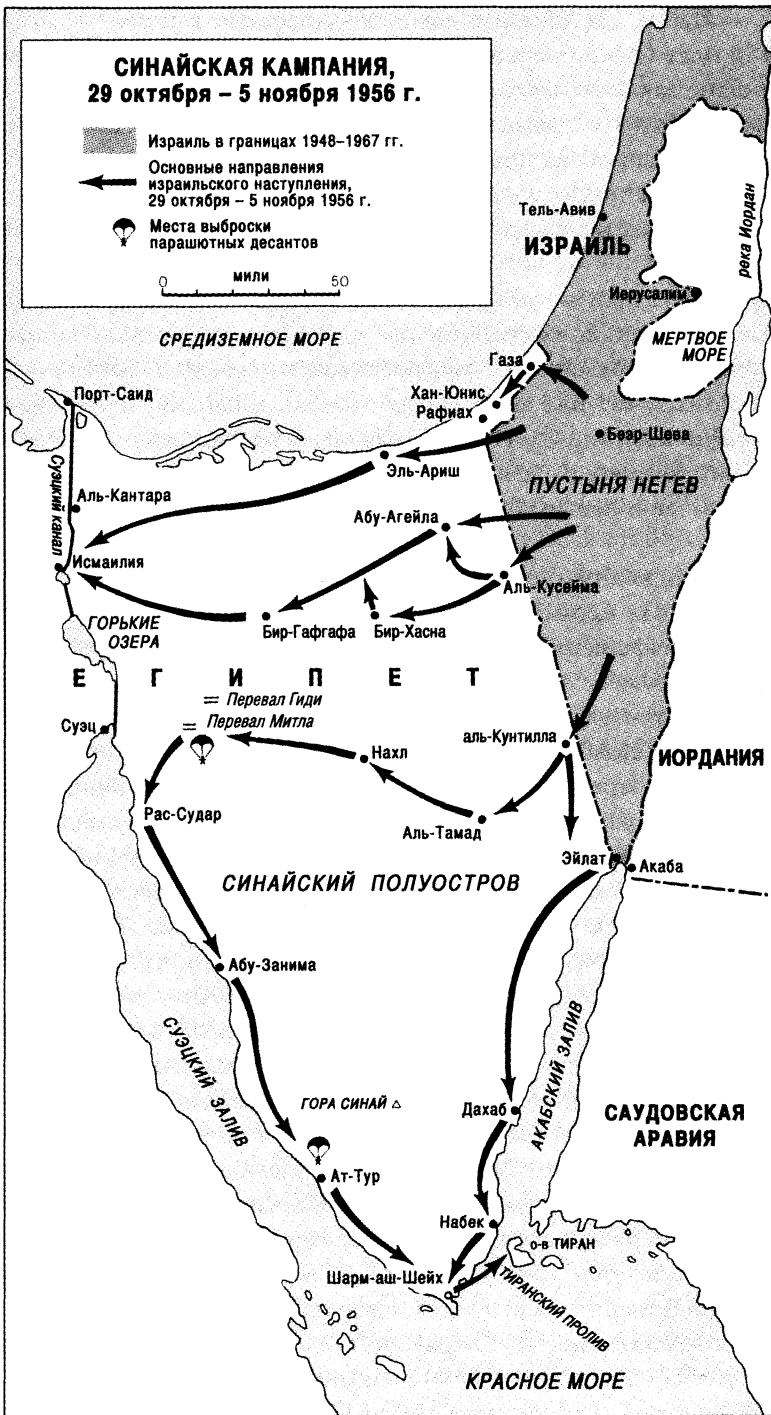 СИНАЙСКАЯ КАМПАНИЯ,
29 октября – 5 ноября 1956 г.
Израиль в границах 1948–1967 гг.
Основные направления
израильского наступления,
29 октября – 5 ноября 1956 г.
Места выброски
парашютных десантов
мили
0 50
Тель-Авив
ИЗРАИЛЬ
река Иордан
Иерусалим
МЕРТВОЕ
МОРЕ
СРЕДИЗЕМНОЕ МОРЕ
Газа
Хан-Юнис
Рафиах
Порт-Саид
Беэр-Шева
Эль-Ариш
ПУСТЫНЯ НЕГЕВ
Суэцкий канал
Аль-Кантара
Абу-Агейла
Исмаилия
Аль-Кусейма
ГОРЬКИЕ
ОЗЕРА
Бир-Гафгафа
Бир-Хасна
ЕГИПЕТ
Перевал Гиди
Перевал Митла
Суэц
аль-Кунтилла
Нахл
ИОРДАНИЯ
Рас-Судар
Аль-Тамад
Эйлат
Акаба
СИНАЙСКИЙ ПОЛУОСТРОВ
Абу-Занима
СУЭЦКИЙ ЗАЛИВ
АКАБСКИЙ ЗАЛИВ
ГОРА СИНАЙ
Дахаб
САУДОВСКАЯ
АРАВИЯ
Ат-Тур
Набек
о-в ТИРАН
Шарм-аш-Шейх
ТИРАНСКИЙ ПРОЛИВ
КРАСНОЕ МОРЕ